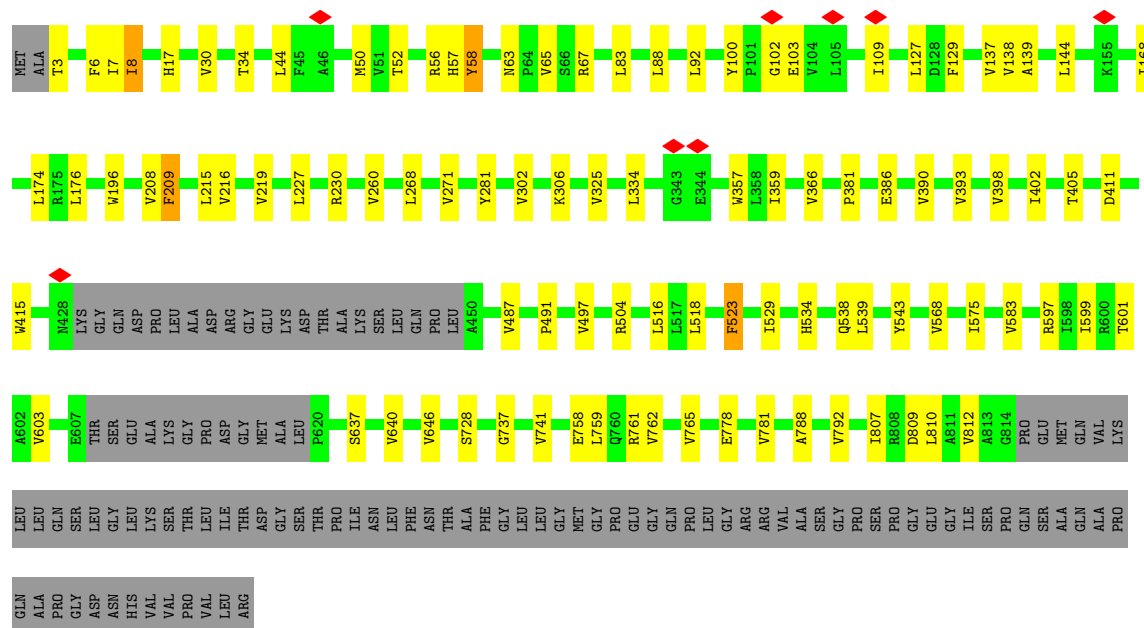 MET ALA T3 F6 I7 I8 H17 V30 T34 L44 F45 A46 M50 V51 T52 R56 H57 Y58 N63 P64 V65 S66 R67 L83 L88 L92 Y100 P101 G102 E103 V104 L105 I109 L127 D128 F129 V137 V138 A139 L144 K155 I168
L174 R175 L176 W196 V208 F209 L215 V216 V219 L227 R230 V260 L268 V271 Y281 V302 K306 V325 L334 G343 E344 W357 L358 I359 V366 P381 E386 V390 V393 V398 I402 T405 D411
W415 N428 LYS GLY GLN ASP PRO LEU ALA ASP ARG GLY GLU LYS ASP THR ALA LYS SER LEU GLN PRO LEU A450 V487 P491 V497 R504 L516 L517 L518 F523 I529 H534 Q538 L539 Y543 V568 I575 V583 R597 I598 I599 R600 T601
A602 V603 E607 THR SER GLU ALA LYS GLY PRO ASP GLY MET ALA LEU P620 S637 V640 V646 S728 G737 V741 E758 L759 Q760 R761 V762 V765 E778 V781 A788 V792 I807 R808 D809 L810 A811 V812 A813 G814 PRO GLU MET GLN VAL LYS
LEU LEU GLN SER LEU GLY LEU LYS SER THR LEU ILE THR ASP GLY SER THR PRO ILE ASN LEU PHE ASN THR ALA PHE GLY LEU LEU GLY MET GLY PRO GLU GLY GLN PRO LEU GLY ARG ARG VAL ALA SER GLY PRO SER PRO GLY GLU GLY ILE SER PRO GLN SER ALA GLN ALA PRO
GLN ALA PRO GLY ASP ASN HIS VAL VAL PRO VAL LEU ARG